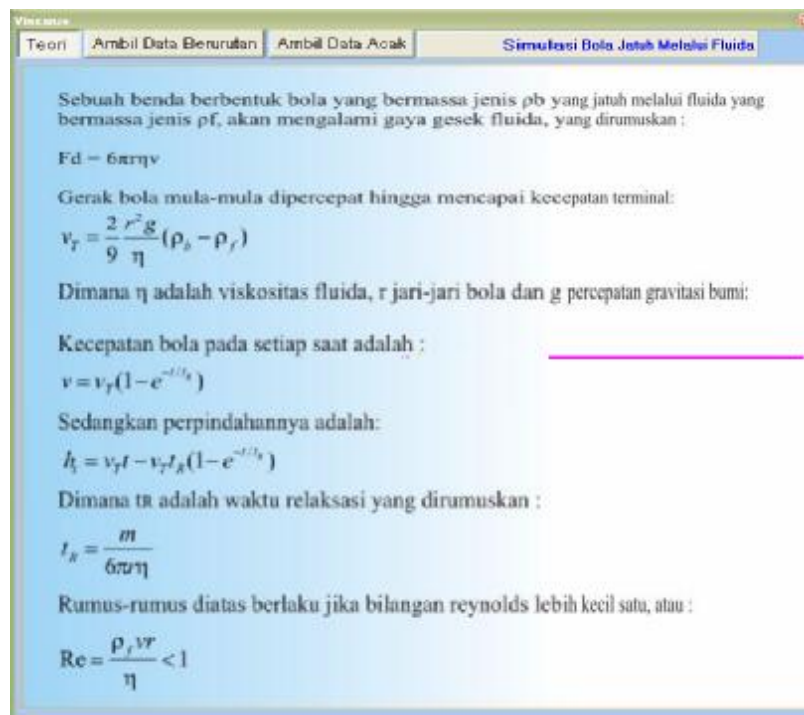 Viscance
Teori Ambil Data Berurutan Ambil Data Acak Simulasi Bola Jatuh Melalui Fluida
Sebuah benda berbentuk bola yang bermassa jenis ρb yang jatuh melalui fluida yang
bermassa jenis ρf, akan mengalami gaya gesek fluida, yang dirumuskan :
Fd = 6πrηv
Gerak bola mula-mula dipercepat hingga mencapai kecepatan terminal:
v_T = 2/9 r²g/η (ρ_b − ρ_f)
Dimana η adalah viskositas fluida, r jari-jari bola dan g percepatan gravitasi bumi:
Kecepatan bola pada setiap saat adalah :
v = v_T(1−e^(−t/t_R))
Sedangkan perpindahannya adalah:
h = v_T t − v_T t_R(1−e^(−t/t_R))
Dimana tR adalah waktu relaksasi yang dirumuskan :
t_R = m/6πrη
Rumus-rumus diatas berlaku jika bilangan reynolds lebih kecil satu, atau :
Re = ρ_f vr/η < 1